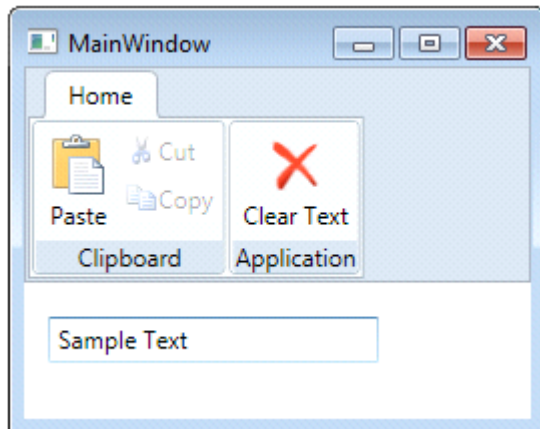 MainWindow
Home
Paste
Cut
Copy
Clipboard
Clear Text
Application
Sample Text